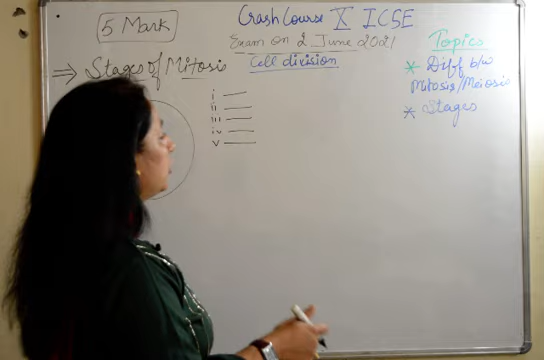 5 Mark
Crash Course X ICSE
Exam on 2 June 2021
⇒ Stages of Mitosis
Cell division
Topics
* Diff b/w
Mitosis/Meiosis
* Stages
i
ii
iii
iv
v